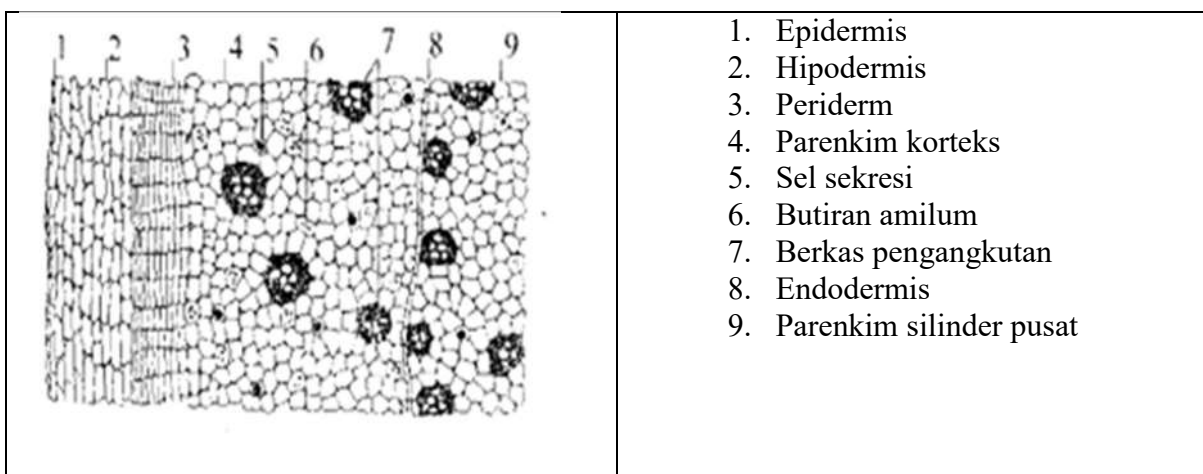 1 2 3 4 5 6 7 8 9
1. Epidermis
2. Hipodermis
3. Periderm
4. Parenkim korteks
5. Sel sekresi
6. Butiran amilum
7. Berkas pengangkutan
8. Endodermis
9. Parenkim silinder pusat